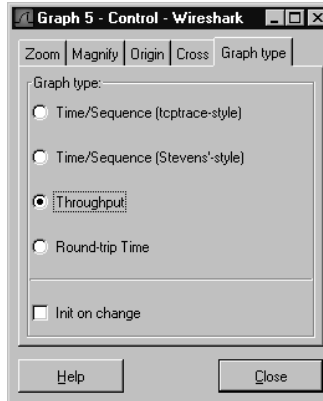 Graph 5 - Control - Wireshark
Zoom Magnify Origin Cross Graph type
Graph type:
Time/Sequence (tcptrace-style)
Time/Sequence (Stevens'-style)
Throughput
Round-trip Time
Init on change
Help Close